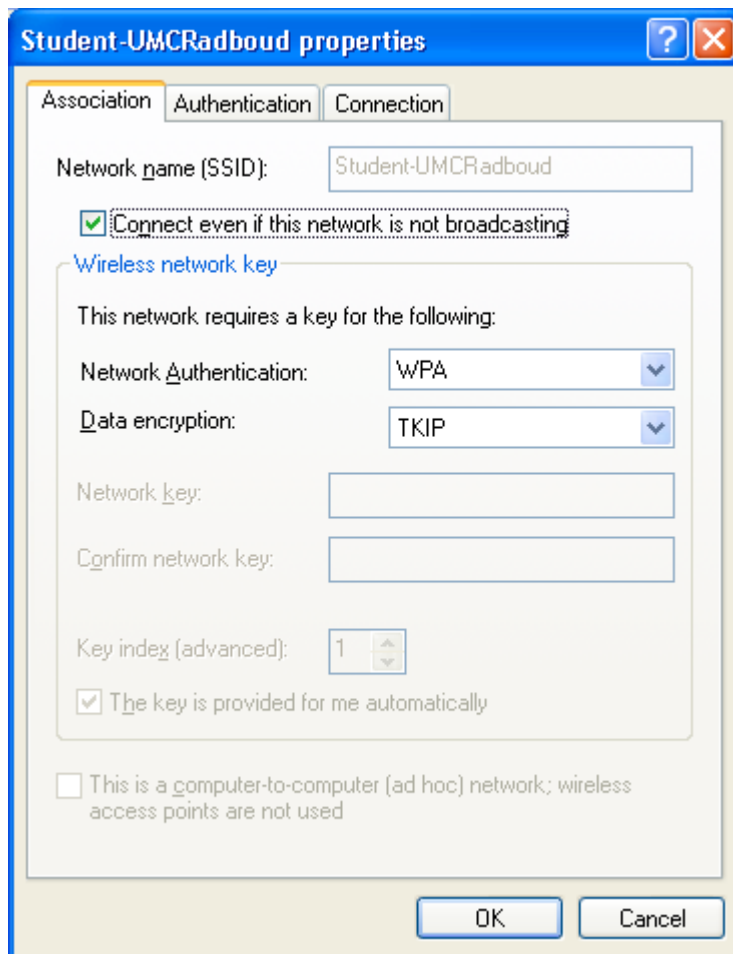 Student-UMCRadboud properties
Association Authentication Connection
Network name (SSID): Student-UMCRadboud
Connect even if this network is not broadcasting
Wireless network key
This network requires a key for the following:
Network Authentication: WPA
Data encryption: TKIP
Network key:
Confirm network key:
Key index (advanced): 1
The key is provided for me automatically
This is a computer-to-computer (ad hoc) network; wireless
access points are not used
OK Cancel